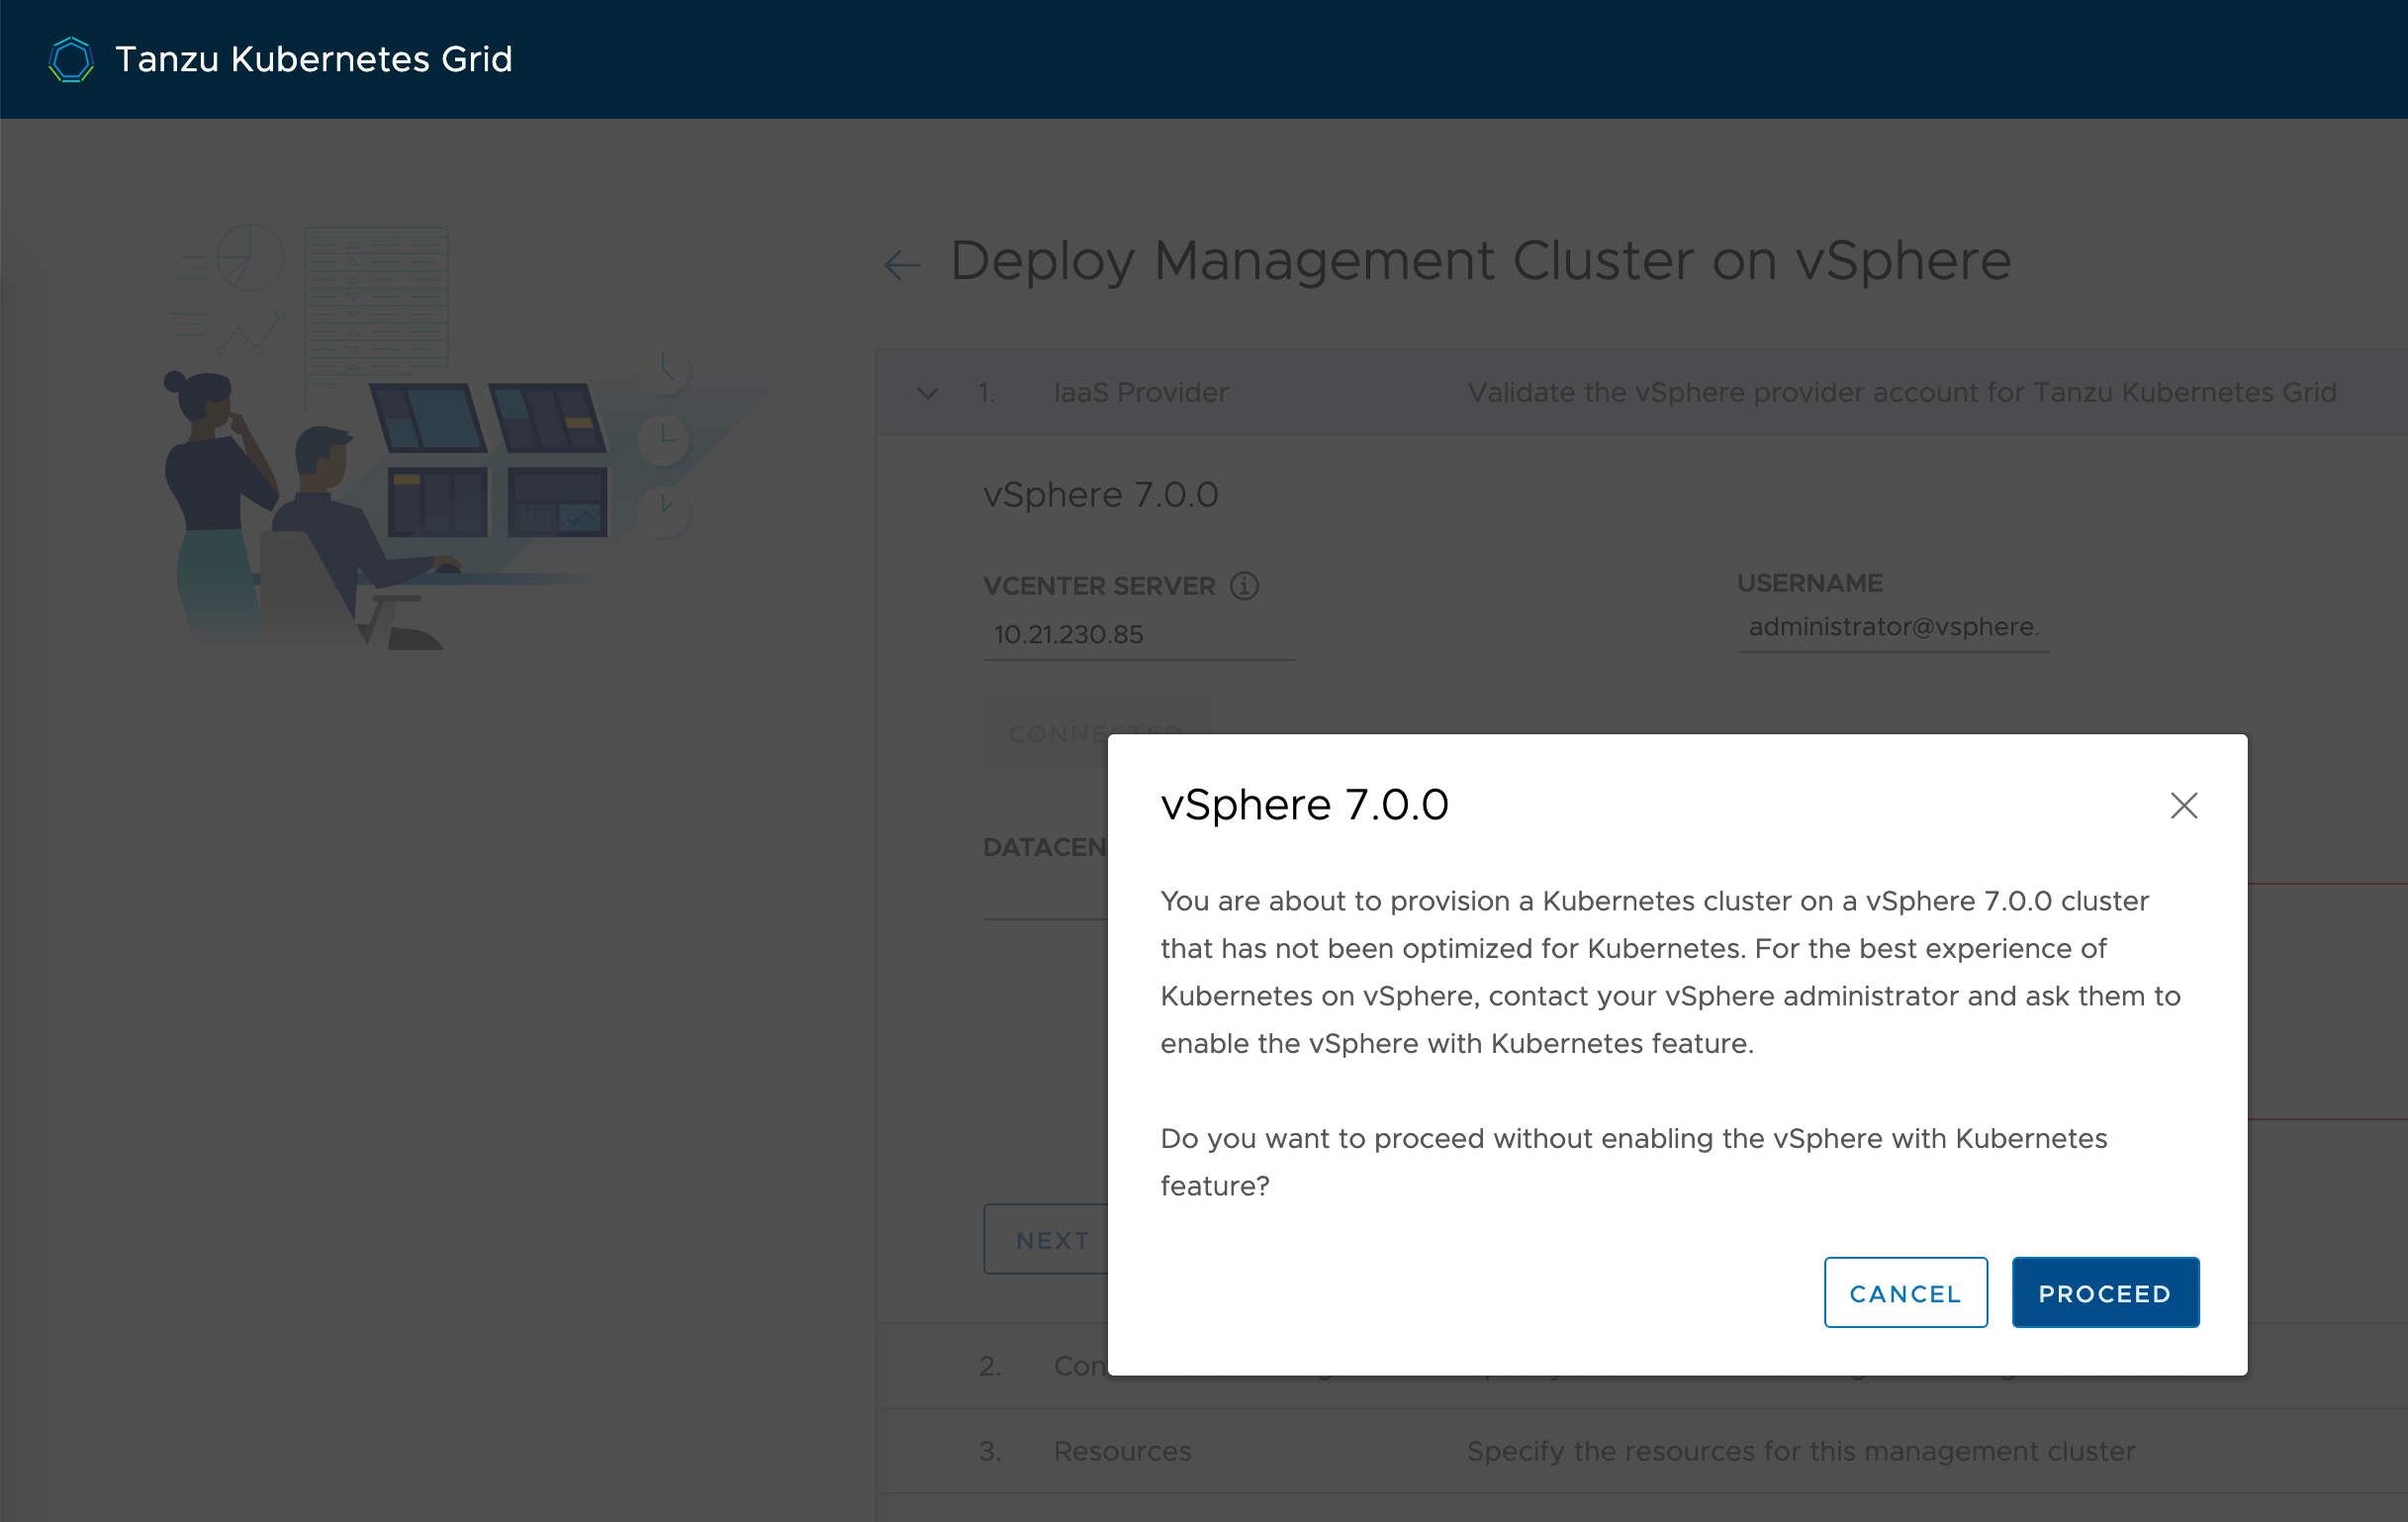 Tanzu Kubernetes Grid
Deploy Management Cluster on vSphere
1. IaaS Provider Validate the vSphere provider account for Tanzu Kubernetes Grid
vSphere 7.0.0
VCENTER SERVER USERNAME
10.21.230.85 administrator@vsphere.
CONNECTED
vSphere 7.0.0
DATACEN
You are about to provision a Kubernetes cluster on a vSphere 7.0.0 cluster
that has not been optimized for Kubernetes. For the best experience of
Kubernetes on vSphere, contact your vSphere administrator and ask them to
enable the vSphere with Kubernetes feature.
Do you want to proceed without enabling the vSphere with Kubernetes
feature?
NEXT
CANCEL PROCEED
2. Con
3. Resources Specify the resources for this management cluster